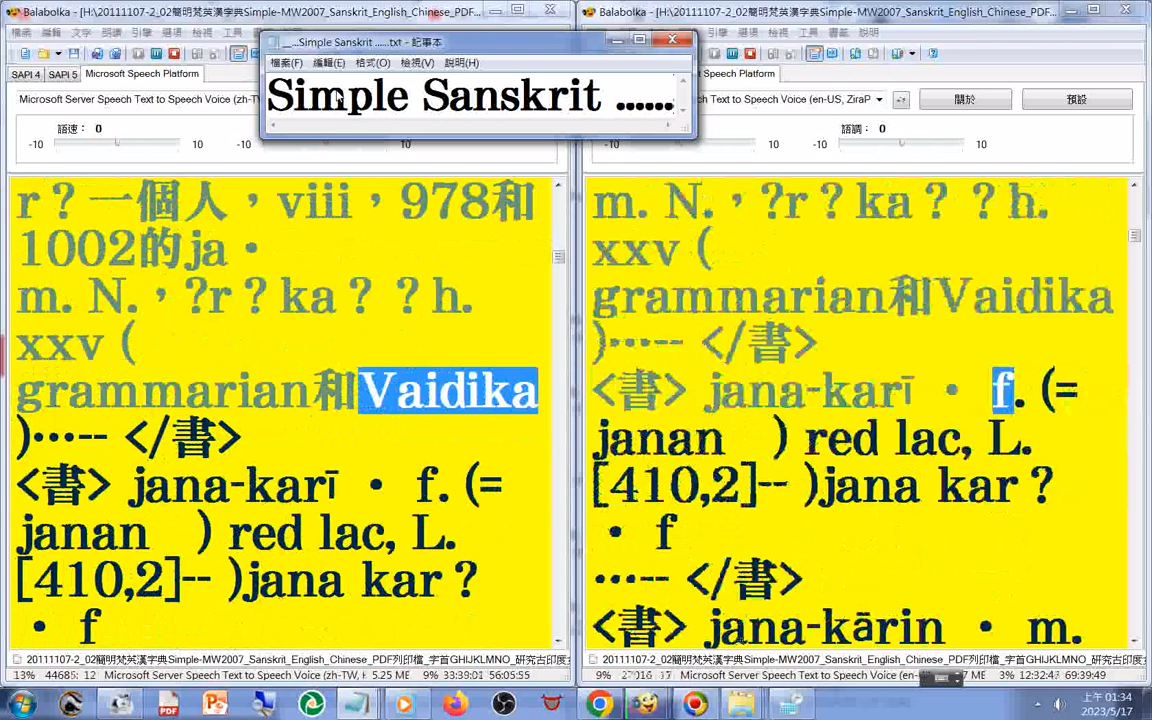 Balabolka - [H:\20111107-2_02簡明梵英漢字典Simple-MW2007_Sanskrit_English_Chinese_PDF...
Balabolka - [H:\20111107-2_02簡明梵英漢字典Simple-MW2007_Sanskrit_English_Chinese_PDF...
__...Simple Sanskrit ......txt - 記事本
檔案(F) 編輯(E) 格式(O) 檢視(V) 說明(H)
Simple Sanskrit ......
SAPI 4 SAPI 5 Microsoft Speech Platform
Microsoft Server Speech Text to Speech Voice (zh-TW
t Speech Platform
Microsoft Server Speech Text to Speech Voice (en-US, ZiraP
關於
預設
語速： 0
-10 10 10
語調： 0
-10 10 -10 10
r？一個人，viii，978和
1002的ja‧
m. N.，?r？ka？？h.
xxv (
grammarian和Vaidika
)…-- </書>
<書> jana-karī ‧ f. (=
janan ) red lac, L.
[410,2]-- )jana kar？
‧ f
m. N.，?r？ka？？h.
xxv (
grammarian和Vaidika
)…-- </書>
<書> jana-karī ‧ f. (=
janan ) red lac, L.
[410,2]-- )jana kar？
‧ f
…-- </書>
<書> jana-kārin ‧ m.
20111107-2_02簡明梵英漢字典Simple-MW2007_Sanskrit_English_Chinese_PDF列印檔_字首GHIJKLMNO_研究古印度
20111107-2_02簡明梵英漢字典Simple-MW2007_Sanskrit_English_Chinese_PDF列印檔_字首GHIJKLMNO_研究古印度
13% 44685: 12 Microsoft Server Speech Text to Speech Voice (zh-TW, 5.25 MB 9% 33:39:01 56:05:55
Microsoft Server Speech Text to Speech Voice 3% 12:32:4 69:39:49
上午 01:34
2023/5/17